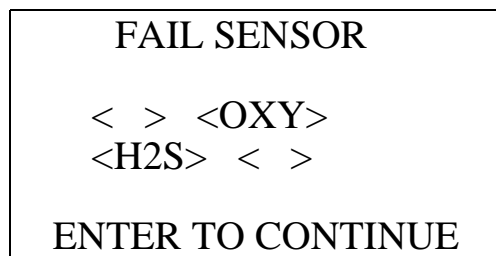 FAIL SENSOR
< > <OXY>
<H2S> < >
ENTER TO CONTINUE